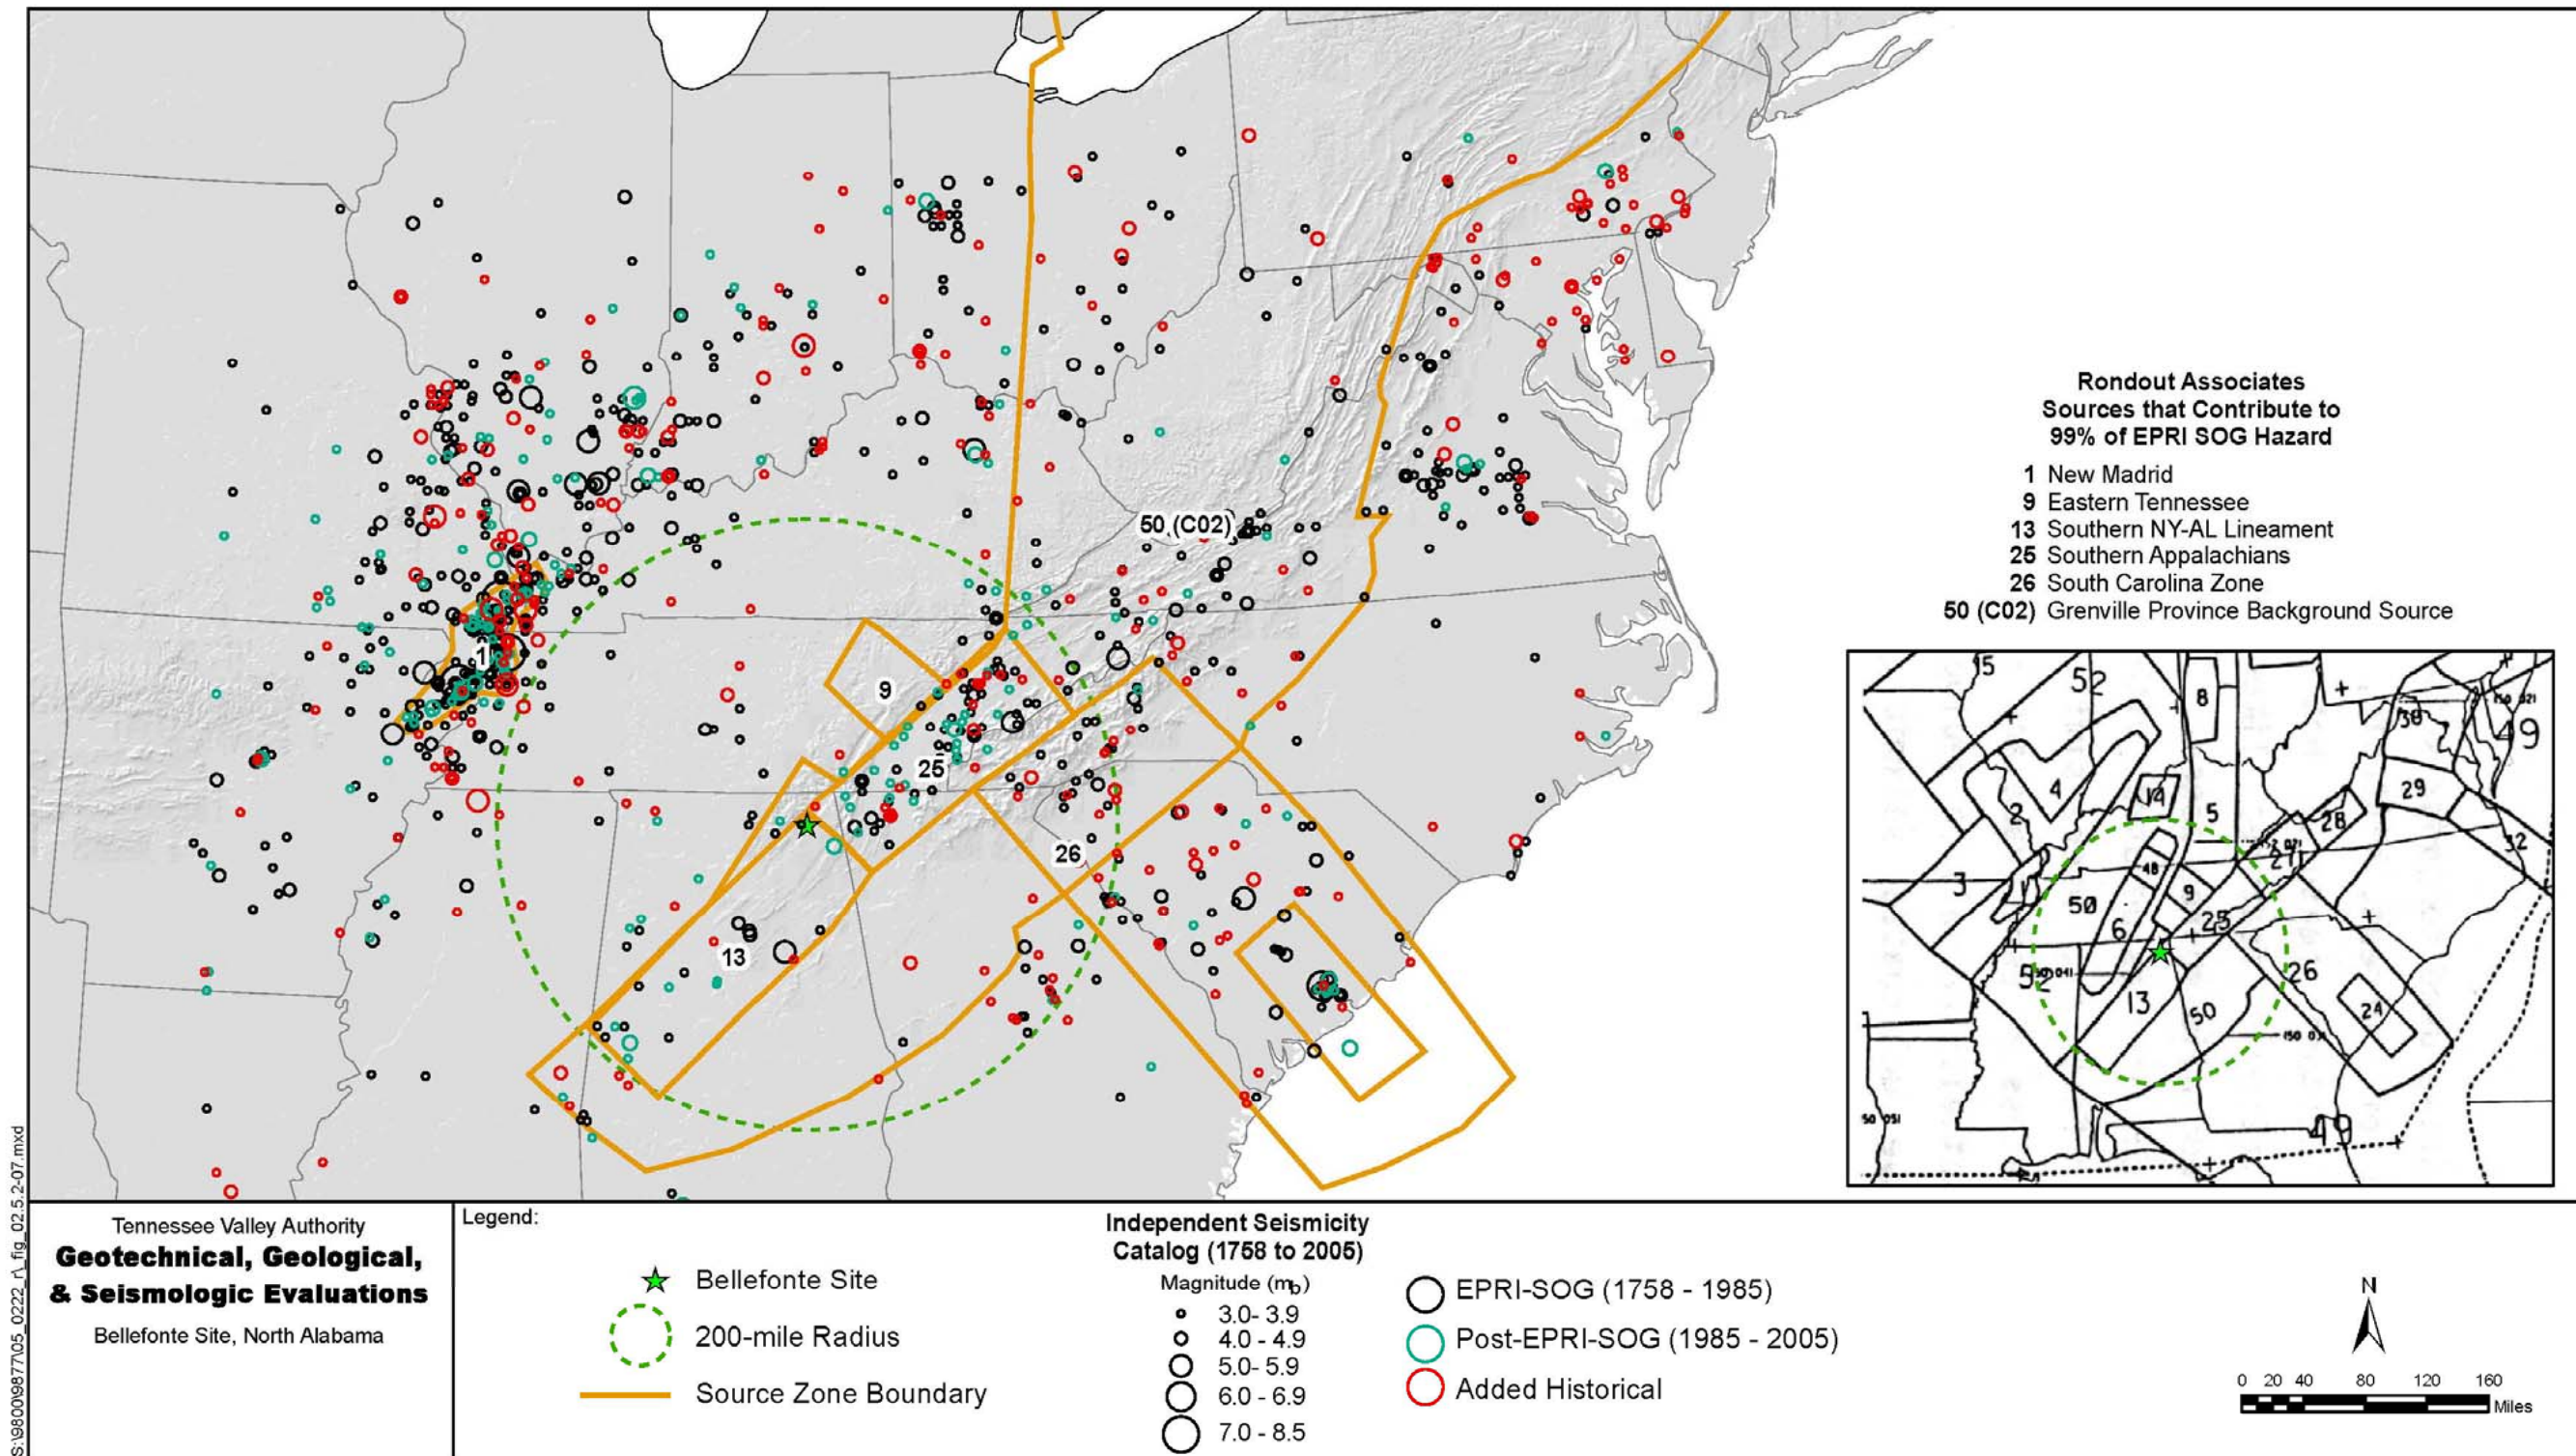 50 (C02)
1
9
25
26
13
Rondout Associates
Sources that Contribute to
99% of EPRI SOG Hazard
1 New Madrid
9 Eastern Tennessee
13 Southern NY-AL Lineament
25 Southern Appalachians
26 South Carolina Zone
50 (C02) Grenville Province Background Source
15
52
8
30
49
4
14
2
5
29
28
32
3
1
27
48
9
50
6
25
52
13
50
26
24
49
S:\9800\9877\05_0222_r\_fig_02.5.2-07.mxd
Tennessee Valley Authority
Geotechnical, Geological,
& Seismologic Evaluations
Bellefonte Site, North Alabama
Legend:
Bellefonte Site
200-mile Radius
Source Zone Boundary
Independent Seismicity
Catalog (1758 to 2005)
Magnitude (mb)
3.0- 3.9
4.0 - 4.9
5.0- 5.9
6.0 - 6.9
7.0 - 8.5
EPRI-SOG (1758 - 1985)
Post-EPRI-SOG (1985 - 2005)
Added Historical
N
0 20 40 80 120 160
Miles